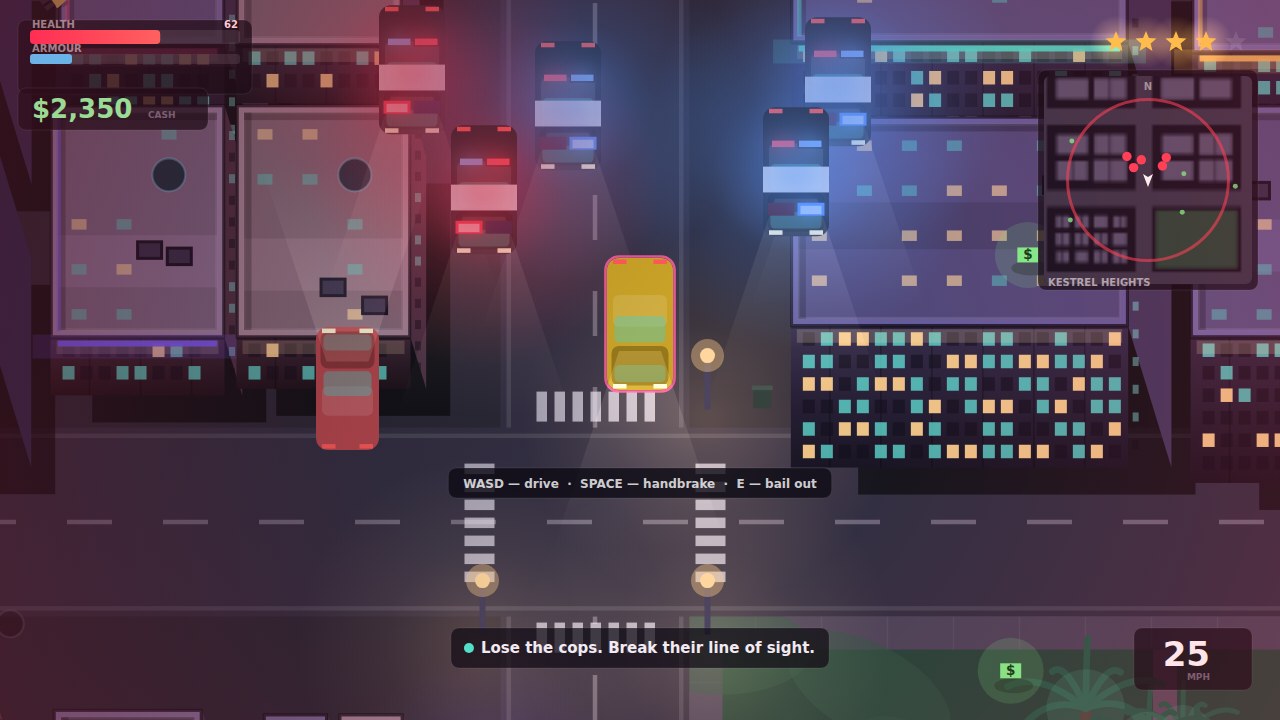 HEALTH 62
ARMOUR
$2,350 CASH
N
$
KESTREL HEIGHTS
WASD — drive · SPACE — handbrake · E — bail out
Lose the cops. Break their line of sight.
$
25
MPH